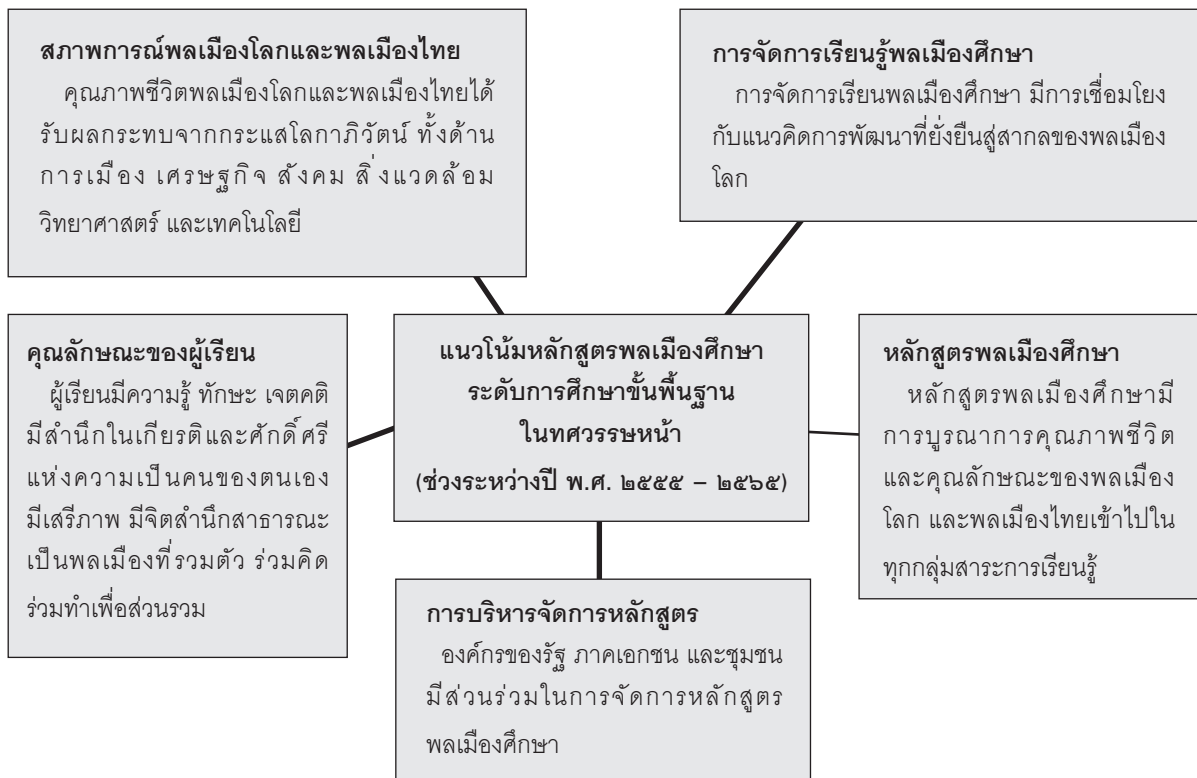 สภาพการณ์พลเมืองโลกและพลเมืองไทย
คุณภาพชีวิตพลเมืองโลกและพลเมืองไทยได้
รับผลกระทบจากกระแสโลกาภิวัตน์ ทั้งด้าน
การเมือง เศรษฐกิจ สังคม สิ่งแวดล้อม
วิทยาศาสตร์ และเทคโนโลยี
การจัดการเรียนรู้พลเมืองศึกษา
การจัดการเรียนพลเมืองศึกษา มีการเชื่อมโยง
กับแนวคิดการพัฒนาที่ยั่งยืนสู่สากลของพลเมือง
โลก
คุณลักษณะของผู้เรียน
ผู้เรียนมีความรู้ ทักษะ เจตคติ
มีสำนึกในเกียรติและศักดิ์ศรี
แห่งความเป็นคนของตนเอง
มีเสรีภาพ มีจิตสำนึกสาธารณะ
เป็นพลเมืองที่รวมตัว ร่วมคิด
ร่วมทำเพื่อส่วนรวม
แนวโน้มหลักสูตรพลเมืองศึกษา
ระดับการศึกษาขั้นพื้นฐาน
ในทศวรรษหน้า
(ช่วงระหว่างปี พ.ศ. ๒๕๕๕ – ๒๕๖๕)
หลักสูตรพลเมืองศึกษา
หลักสูตรพลเมืองศึกษามี
การบูรณาการคุณภาพชีวิต
และคุณลักษณะของพลเมือง
โลก และพลเมืองไทยเข้าไปใน
ทุกกลุ่มสาระการเรียนรู้
การบริหารจัดการหลักสูตร
องค์กรของรัฐ ภาคเอกชน และชุมชน
มีส่วนร่วมในการจัดการหลักสูตร
พลเมืองศึกษา